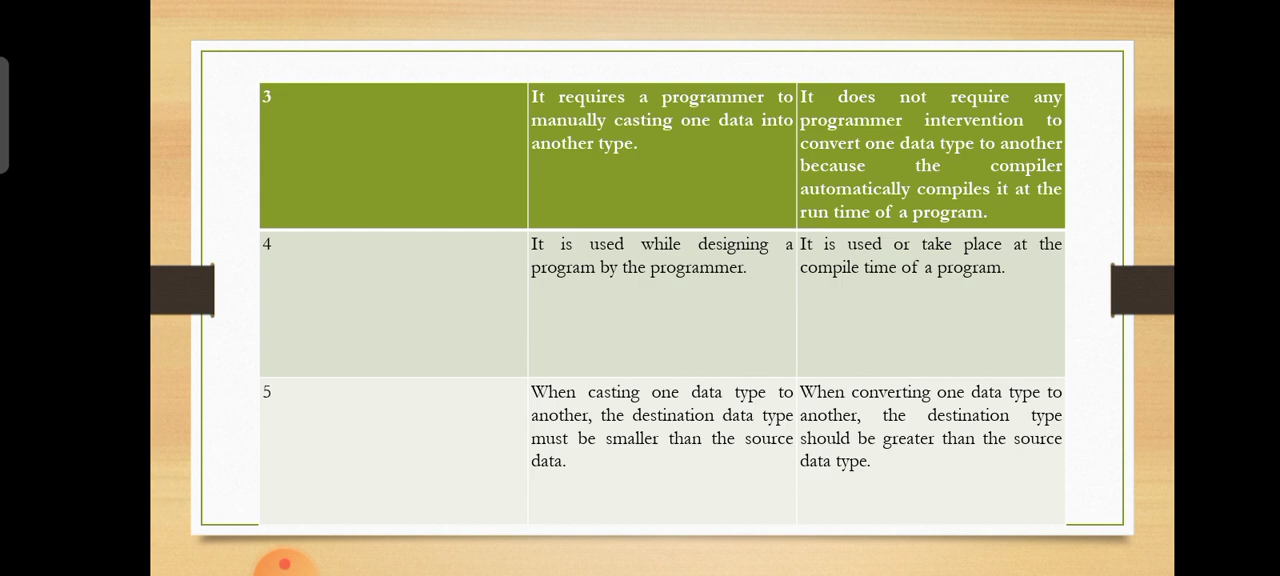 3
It requires a programmer to
manually casting one data into
another type.
It does not require any
programmer intervention to
convert one data type to another
because the compiler
automatically compiles it at the
run time of a program.
4
It is used while designing a
program by the programmer.
It is used or take place at the
compile time of a program.
5
When casting one data type to
another, the destination data type
must be smaller than the source
data.
When converting one data type to
another, the destination type
should be greater than the source
data type.